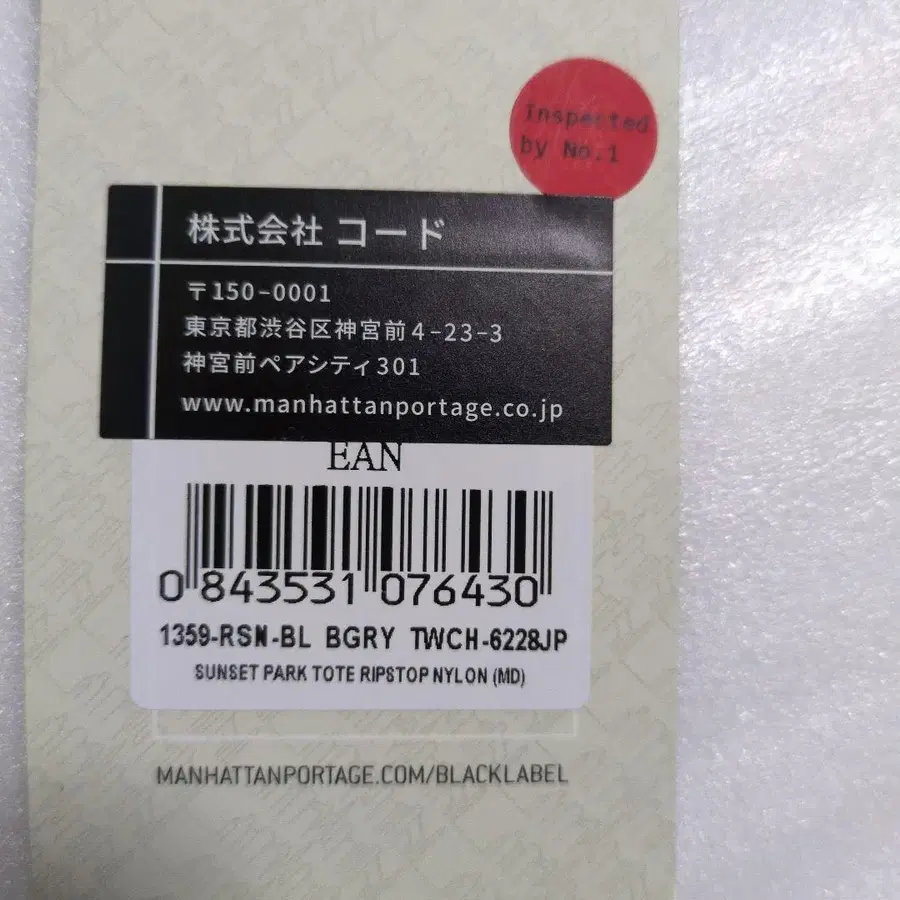 Inspected
by No.1
株式会社 コード
〒150-0001
東京都渋谷区神宮前4-23-3
神宮前ペアシティ301
www.manhattanportage.co.jp
EAN
0 843531 076430
1359-RSN-BL BGRY TWCH-6228JP
SUNSET PARK TOTE RIPSTOP NYLON (MD)
MANHATTANPORTAGE.COM/BLACKLABEL